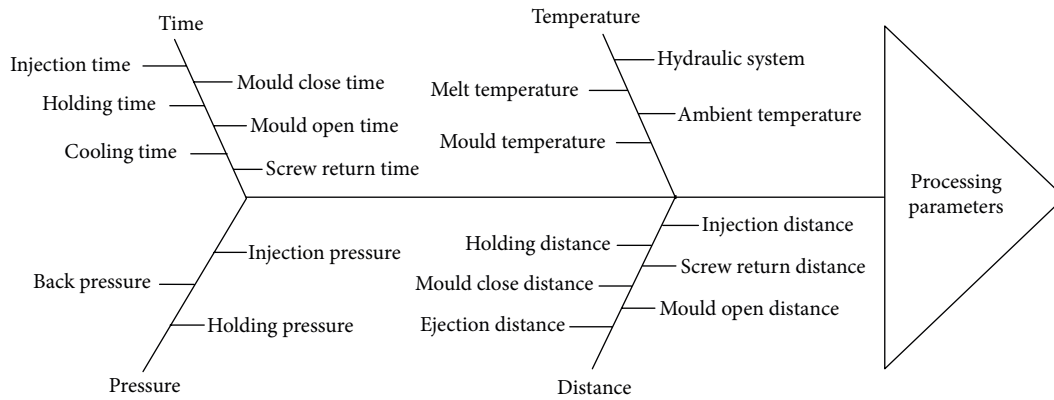 Time
Injection time
Mould close time
Holding time
Mould open time
Cooling time
Screw return time
Temperature
Hydraulic system
Melt temperature
Ambient temperature
Mould temperature
Processing
parameters
Injection pressure
Back pressure
Holding pressure
Pressure
Injection distance
Holding distance
Screw return distance
Mould close distance
Mould open distance
Ejection distance
Distance